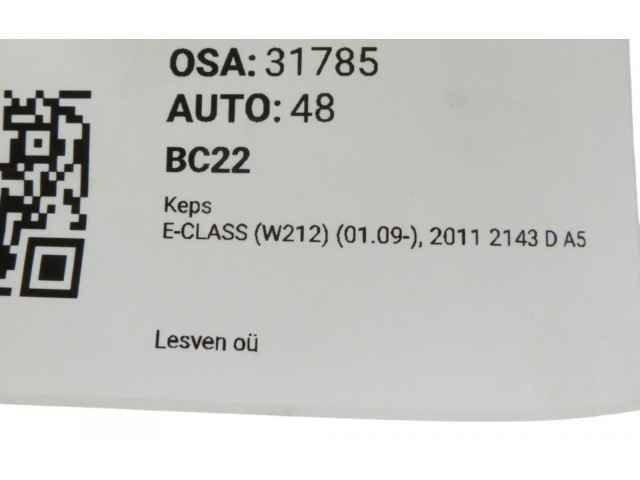 OSA: 31785
AUTO: 48
BC22
Keps
E-CLASS (W212) (01.09-), 2011 2143 D A5
Lesven oü